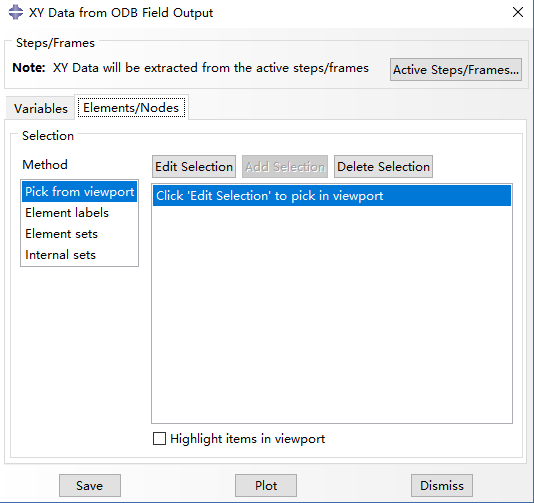 XY Data from ODB Field Output
Steps/Frames
Note: XY Data will be extracted from the active steps/frames
Active Steps/Frames...
Variables
Elements/Nodes
Selection
Method
Edit Selection
Add Selection
Delete Selection
Pick from viewport
Element labels
Element sets
Internal sets
Click 'Edit Selection' to pick in viewport
Highlight items in viewport
Save
Plot
Dismiss